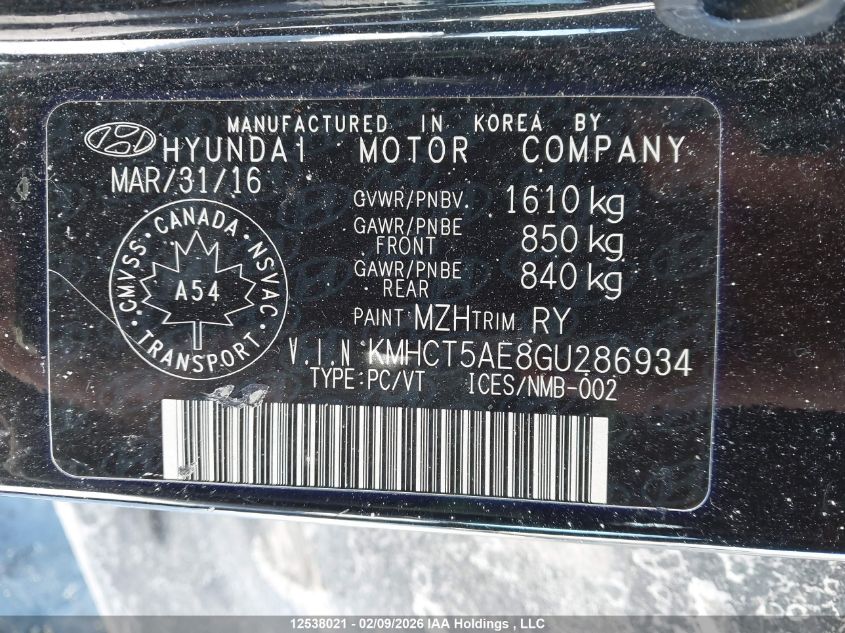 MANUFACTURED IN KOREA BY
HYUNDAI MOTOR COMPANY
MAR/31/16
GVWR/PNBV. 1610 kg
GAWR/PNBE FRONT 850 kg
GAWR/PNBE REAR 840 kg
CANADA
CMVSS
NSVAC
A54
TRANSPORT
PAINT MZH TRIM RY
V.I.N KMHCT5AE8GU286934
TYPE:PC/VT ICES/NMB-002
12538021 - 02/09/2026 IAA Holdings , LLC